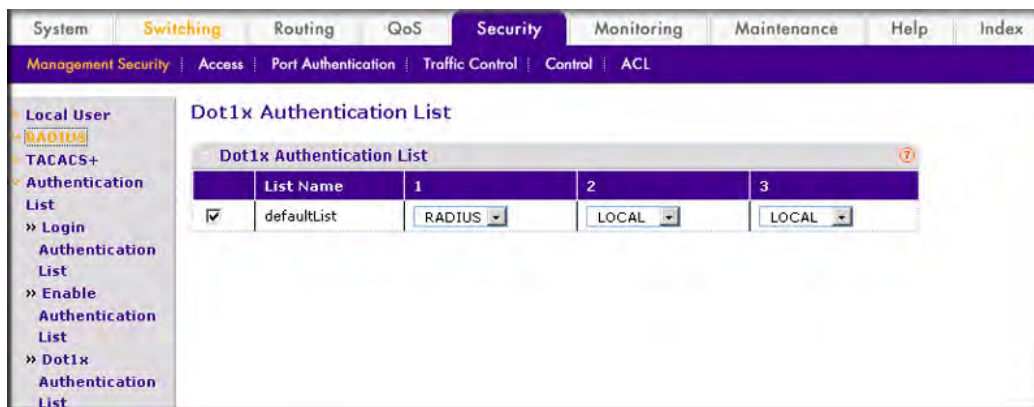 System Switching Routing QoS Security Monitoring Maintenance Help Index
Management Security Access Port Authentication Traffic Control Control ACL
Local User
RADIUS
TACACS+
Authentication
List
» Login
Authentication
List
» Enable
Authentication
List
» Dot1x
Authentication
List
Dot1x Authentication List
Dot1x Authentication List ?
List Name 1 2 3
defaultList RADIUS LOCAL LOCAL